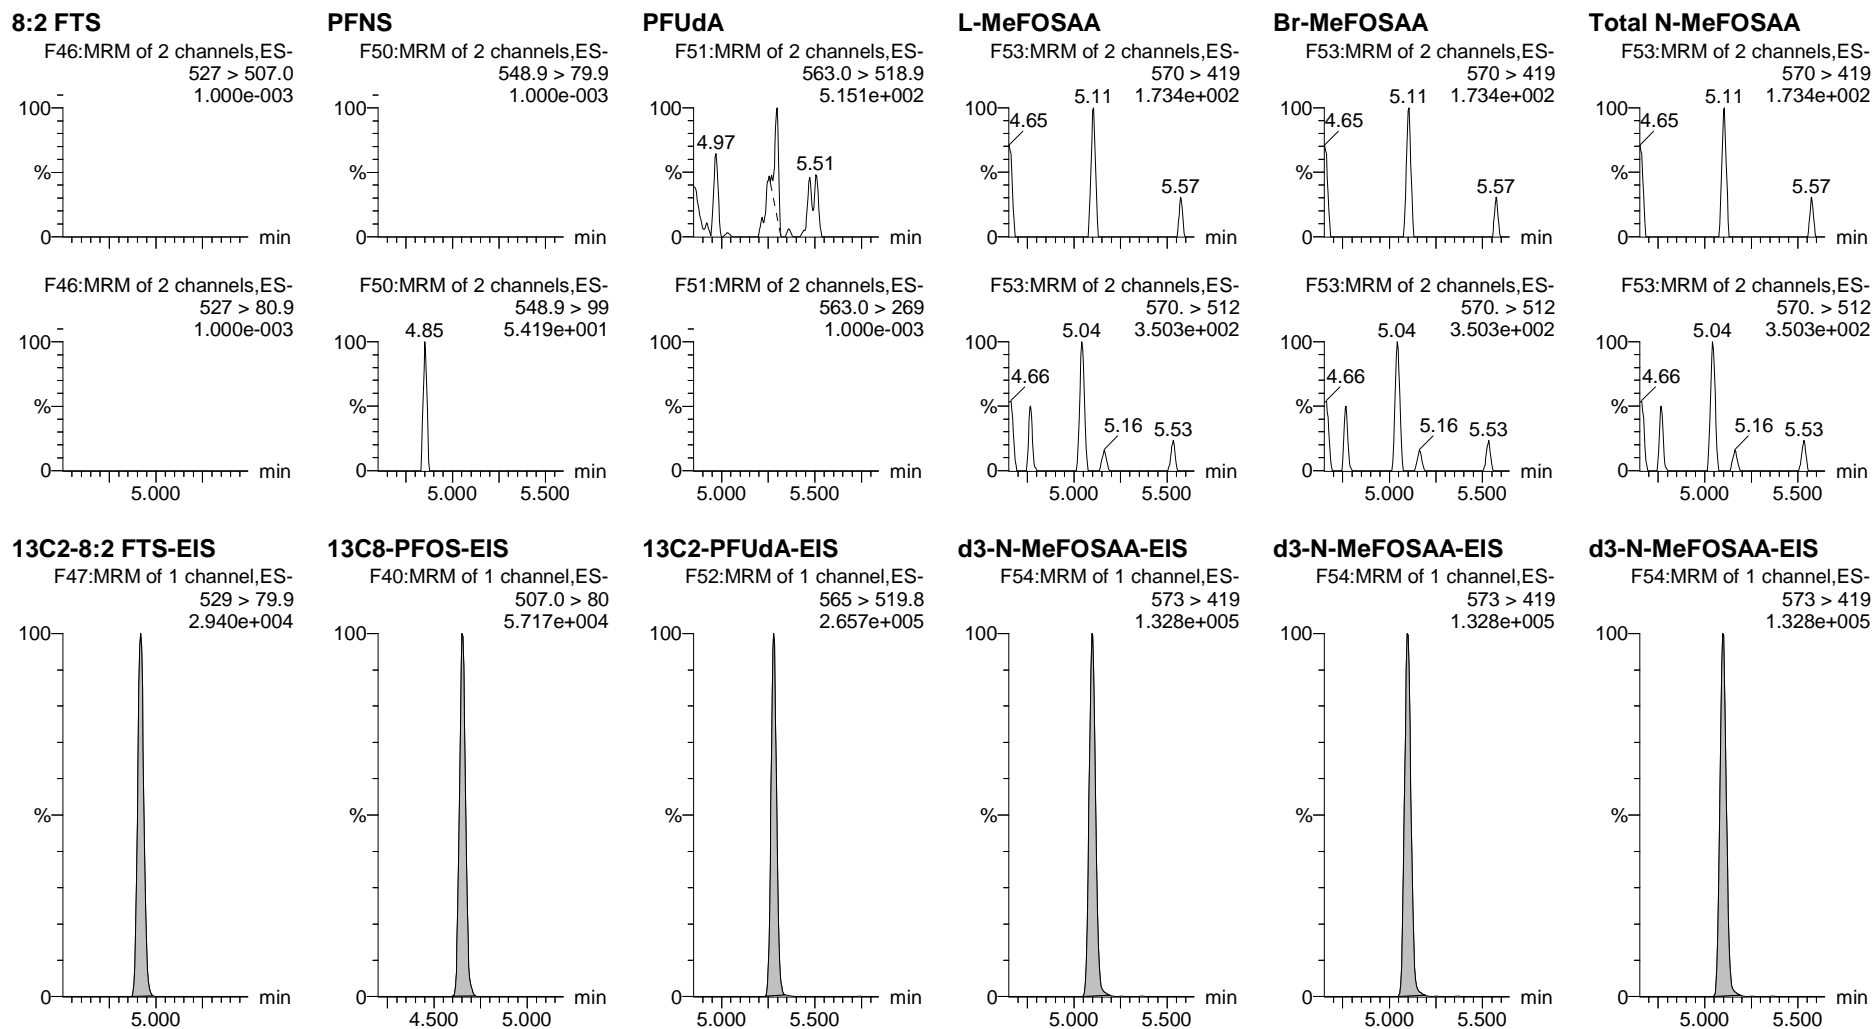 8:2 FTS
F46:MRM of 2 channels,ES-
527 > 507.0
1.000e-003
100
%
0
min
F46:MRM of 2 channels,ES-
527 > 80.9
1.000e-003
100
%
0
min
5.000
PFNS
F50:MRM of 2 channels,ES-
548.9 > 79.9
1.000e-003
100
%
0
min
F50:MRM of 2 channels,ES-
548.9 > 99
5.419e+001
100
4.85
%
0
min
5.000 5.500
PFUdA
F51:MRM of 2 channels,ES-
563.0 > 518.9
5.151e+002
100
4.97
5.51
%
0
min
F51:MRM of 2 channels,ES-
563.0 > 269
1.000e-003
100
%
0
min
5.000 5.500
L-MeFOSAA
F53:MRM of 2 channels,ES-
570 > 419
1.734e+002
100
4.65
5.11
5.57
%
0
min
F53:MRM of 2 channels,ES-
570. > 512
3.503e+002
100
5.04
4.66
5.16
5.53
%
0
min
5.000 5.500
Br-MeFOSAA
F53:MRM of 2 channels,ES-
570 > 419
1.734e+002
100
4.65
5.11
5.57
%
0
min
F53:MRM of 2 channels,ES-
570. > 512
3.503e+002
100
5.04
4.66
5.16
5.53
%
0
min
5.000 5.500
Total N-MeFOSAA
F53:MRM of 2 channels,ES-
570 > 419
1.734e+002
100
4.65
5.11
5.57
%
0
min
F53:MRM of 2 channels,ES-
570. > 512
3.503e+002
100
5.04
4.66
5.16
5.53
%
0
min
5.000 5.500
13C2-8:2 FTS-EIS
F47:MRM of 1 channel,ES-
529 > 79.9
2.940e+004
100
%
0
min
5.000
13C8-PFOS-EIS
F40:MRM of 1 channel,ES-
507.0 > 80
5.717e+004
100
%
0
min
4.500 5.000
13C2-PFUdA-EIS
F52:MRM of 1 channel,ES-
565 > 519.8
2.657e+005
100
%
0
min
5.000 5.500
d3-N-MeFOSAA-EIS
F54:MRM of 1 channel,ES-
573 > 419
1.328e+005
100
%
0
min
5.000 5.500
d3-N-MeFOSAA-EIS
F54:MRM of 1 channel,ES-
573 > 419
1.328e+005
100
%
0
min
5.000 5.500
d3-N-MeFOSAA-EIS
F54:MRM of 1 channel,ES-
573 > 419
1.328e+005
100
%
0
min
5.000 5.500